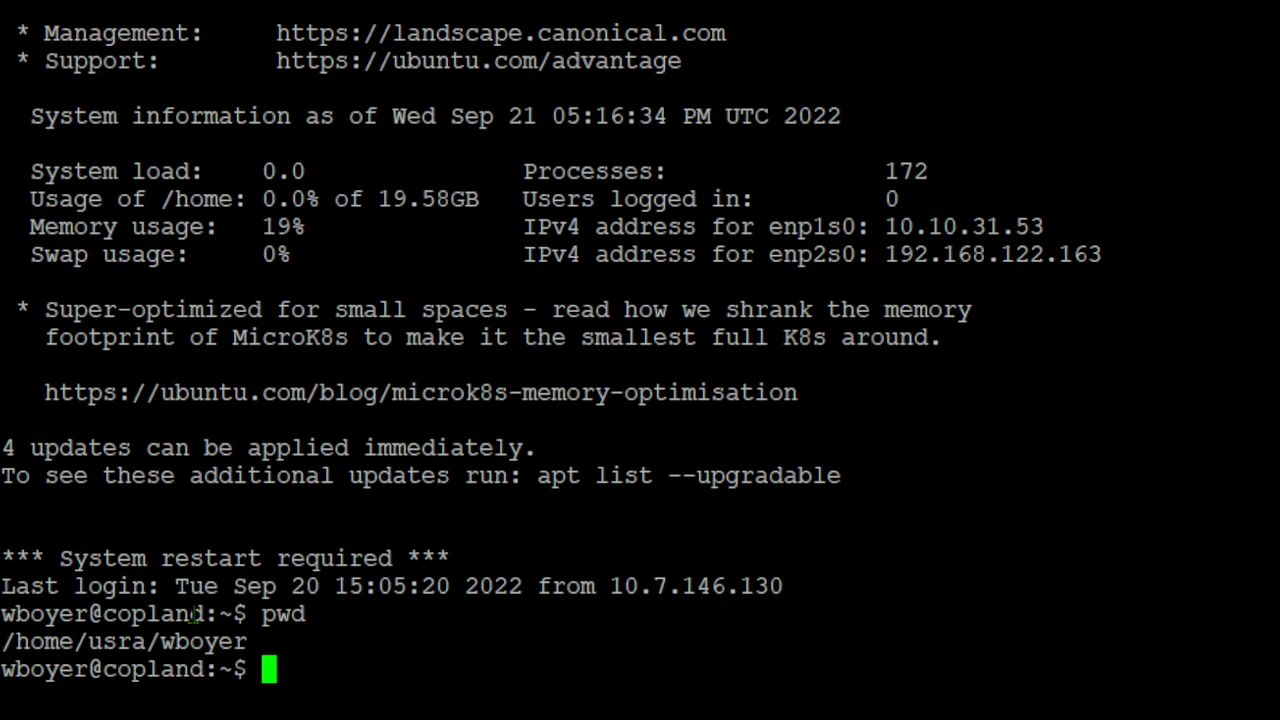 * Management:     https://landscape.canonical.com
* Support:        https://ubuntu.com/advantage
System information as of Wed Sep 21 05:16:34 PM UTC 2022
System load:    0.0               Processes:               172
Usage of /home: 0.0% of 19.58GB   Users logged in:         0
Memory usage:   19%               IPv4 address for enp1s0: 10.10.31.53
Swap usage:     0%                IPv4 address for enp2s0: 192.168.122.163
* Super-optimized for small spaces - read how we shrank the memory
footprint of MicroK8s to make it the smallest full K8s around.
https://ubuntu.com/blog/microk8s-memory-optimisation
4 updates can be applied immediately.
To see these additional updates run: apt list --upgradable
*** System restart required ***
Last login: Tue Sep 20 15:05:20 2022 from 10.7.146.130
wboyer@copland:~$ pwd
/home/usra/wboyer
wboyer@copland:~$